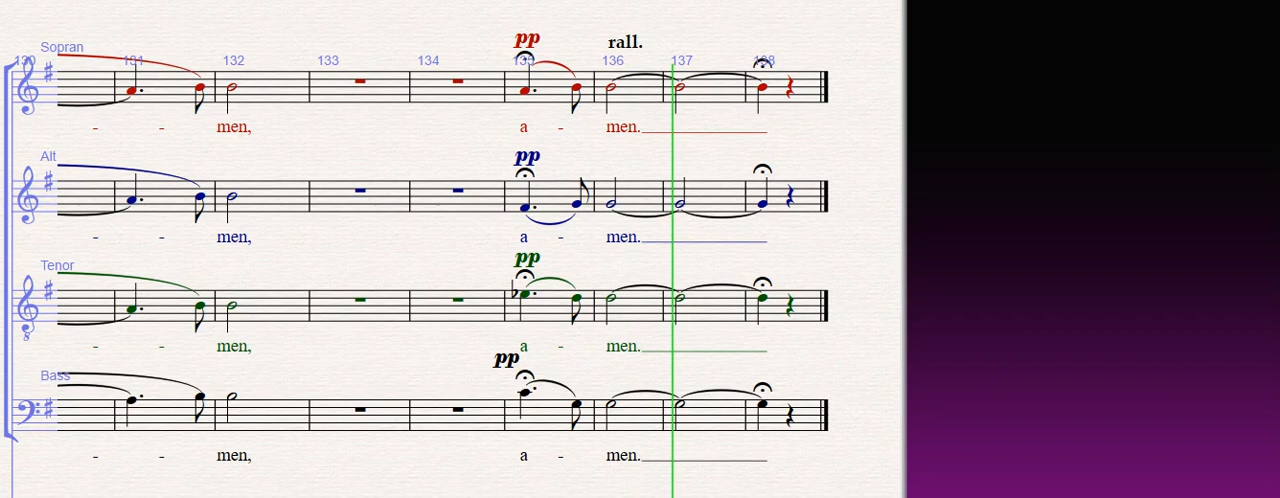 pp rall.
Sopran
130 131 132 133 134 135 136 137 138
- - men, a - men.
pp
Alt
- - men, a - men.
pp
Tenor
8
- - men, a - men.
pp
Bass
- - men, a - men.